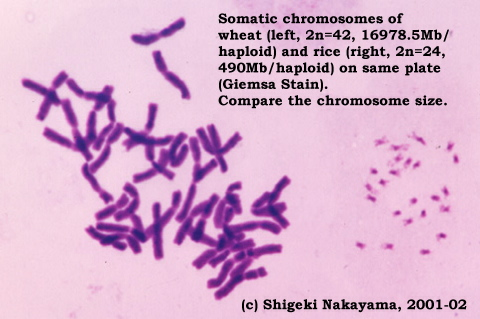 Somatic chromosomes of
wheat (left, 2n=42, 16978.5Mb/
haploid) and rice (right, 2n=24,
490Mb/haploid) on same plate
(Giemsa Stain).
Compare the chromosome size.
(c) Shigeki Nakayama, 2001-02